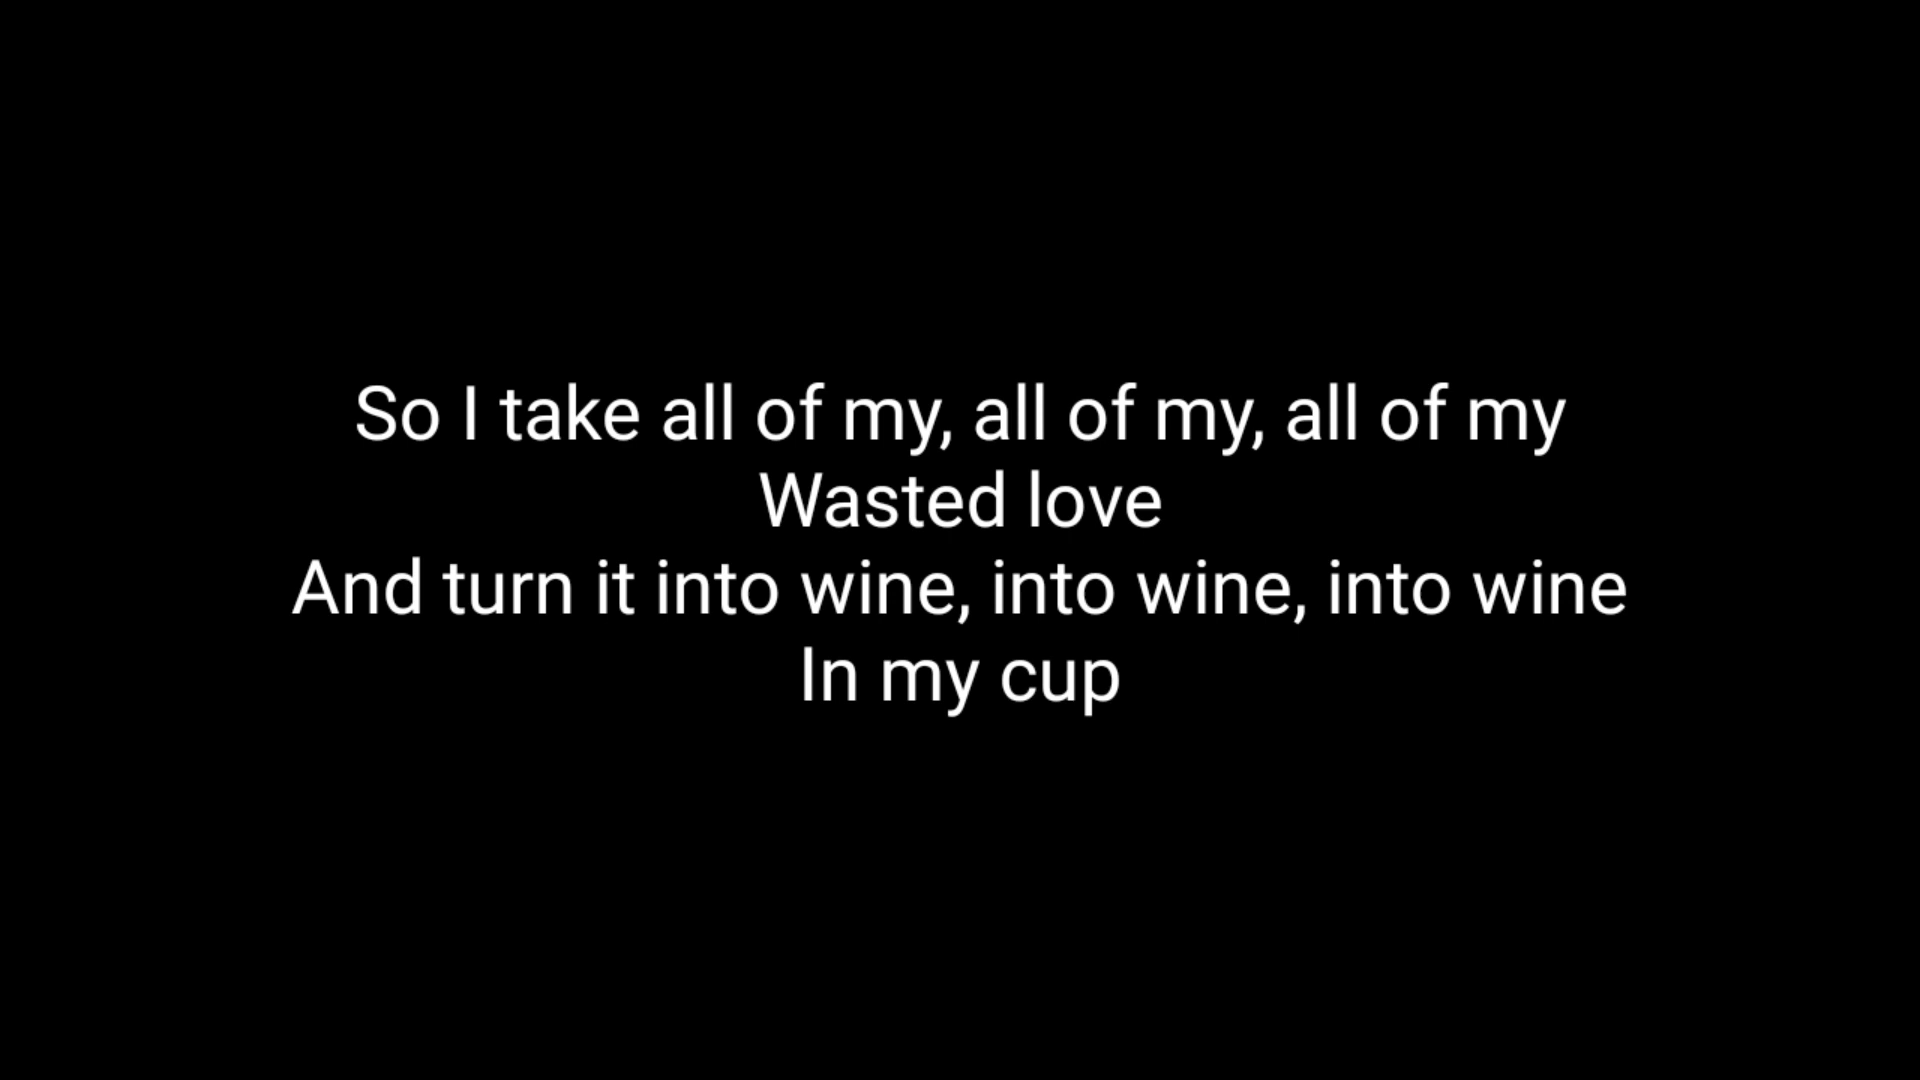 So I take all of my, all of my, all of my
Wasted love
And turn it into wine, into wine, into wine
In my cup